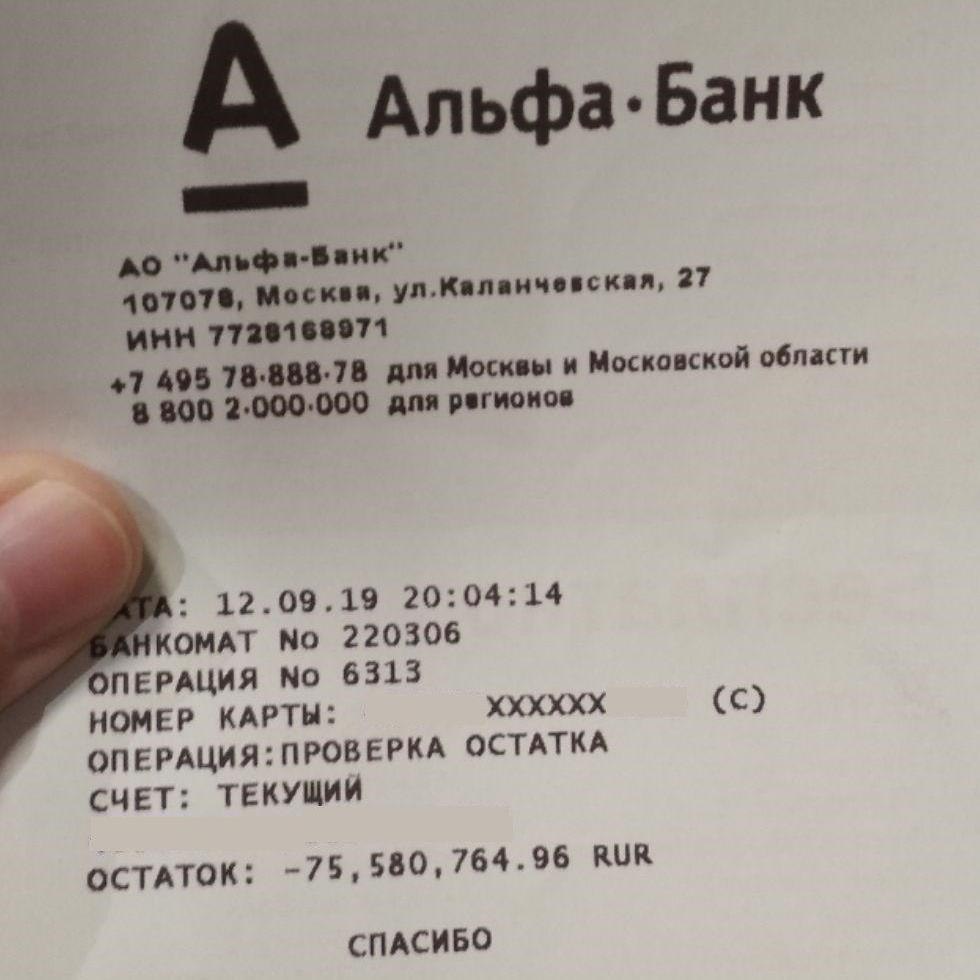 А
Альфа·Банк
АО "Альфа-Банк"
107078, Москва, ул.Каланчевская, 27
ИНН 7728168971
+7 495 78·888·78 для Москвы и Московской области
8 800 2·000·000 для регионов
АТА: 12.09.19 20:04:14
БАНКОМАТ No 220306
ОПЕРАЦИЯ No 6313
НОМЕР КАРТЫ: XXXXXX (C)
ОПЕРАЦИЯ:ПРОВЕРКА ОСТАТКА
СЧЕТ: ТЕКУЩИЙ
ОСТАТОК: -75,580,764.96 RUR
СПАСИБО